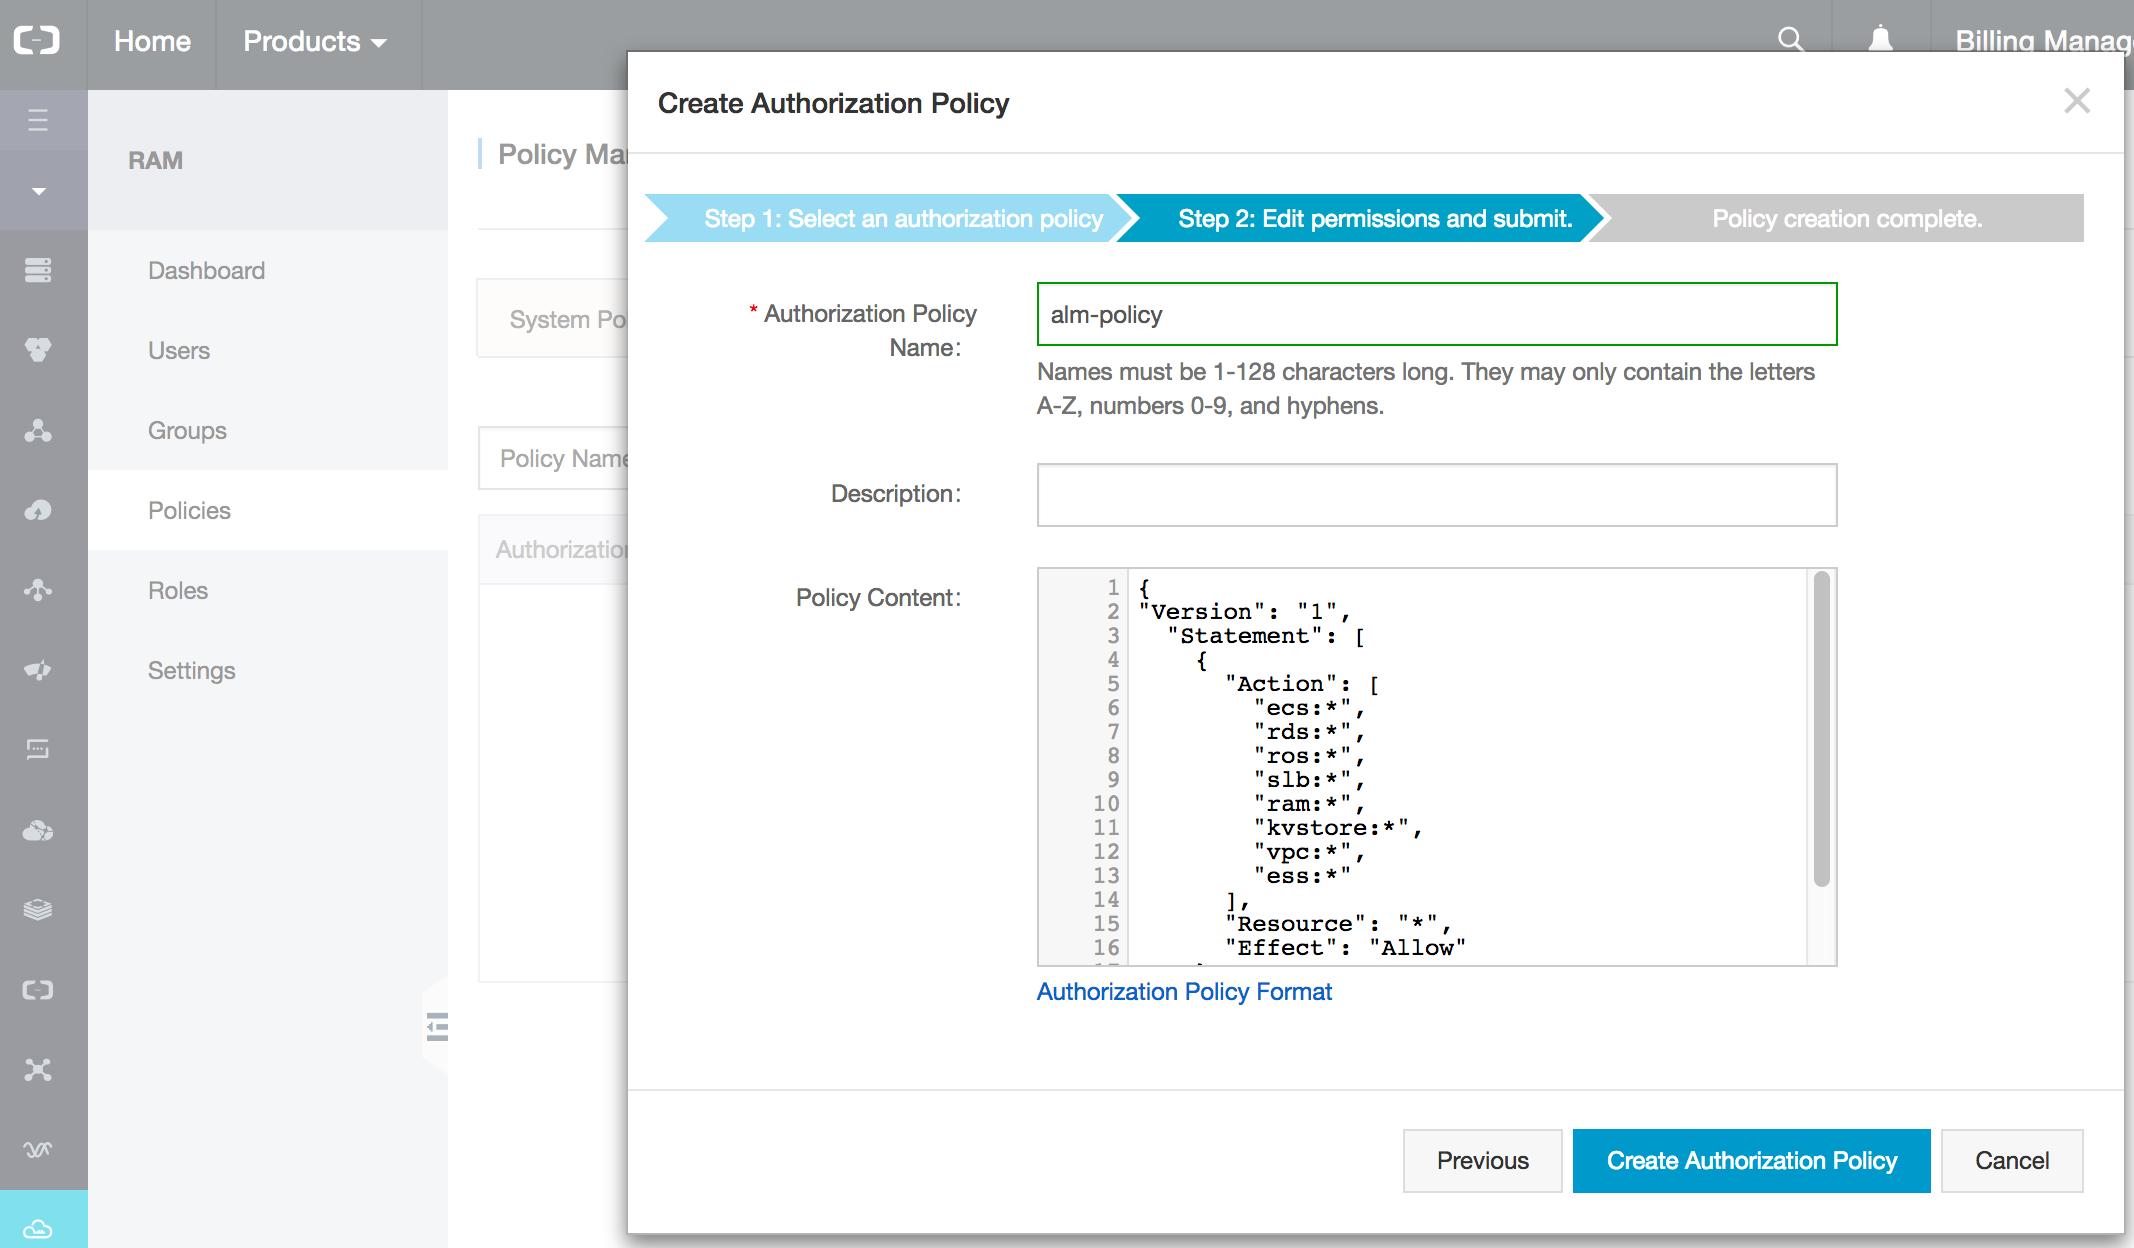 Home
Products
Billing Manag
RAM
Dashboard
Users
Groups
Policies
Roles
Settings
Policy Ma
System Po
Policy Name
Authorization
Create Authorization Policy
Step 1: Select an authorization policy
Step 2: Edit permissions and submit.
Policy creation complete.
* Authorization Policy
Name:
alm-policy
Names must be 1-128 characters long. They may only contain the letters
A-Z, numbers 0-9, and hyphens.
Description:
Policy Content:
1 {
2 "Version": "1",
3 "Statement": [
4 {
5 "Action": [
6 "ecs:*",
7 "rds:*",
8 "ros:*",
9 "slb:*",
10 "ram:*",
11 "kvstore:*",
12 "vpc:*",
13 "ess:*"
14 ],
15 "Resource": "*",
16 "Effect": "Allow"
Authorization Policy Format
Previous
Create Authorization Policy
Cancel